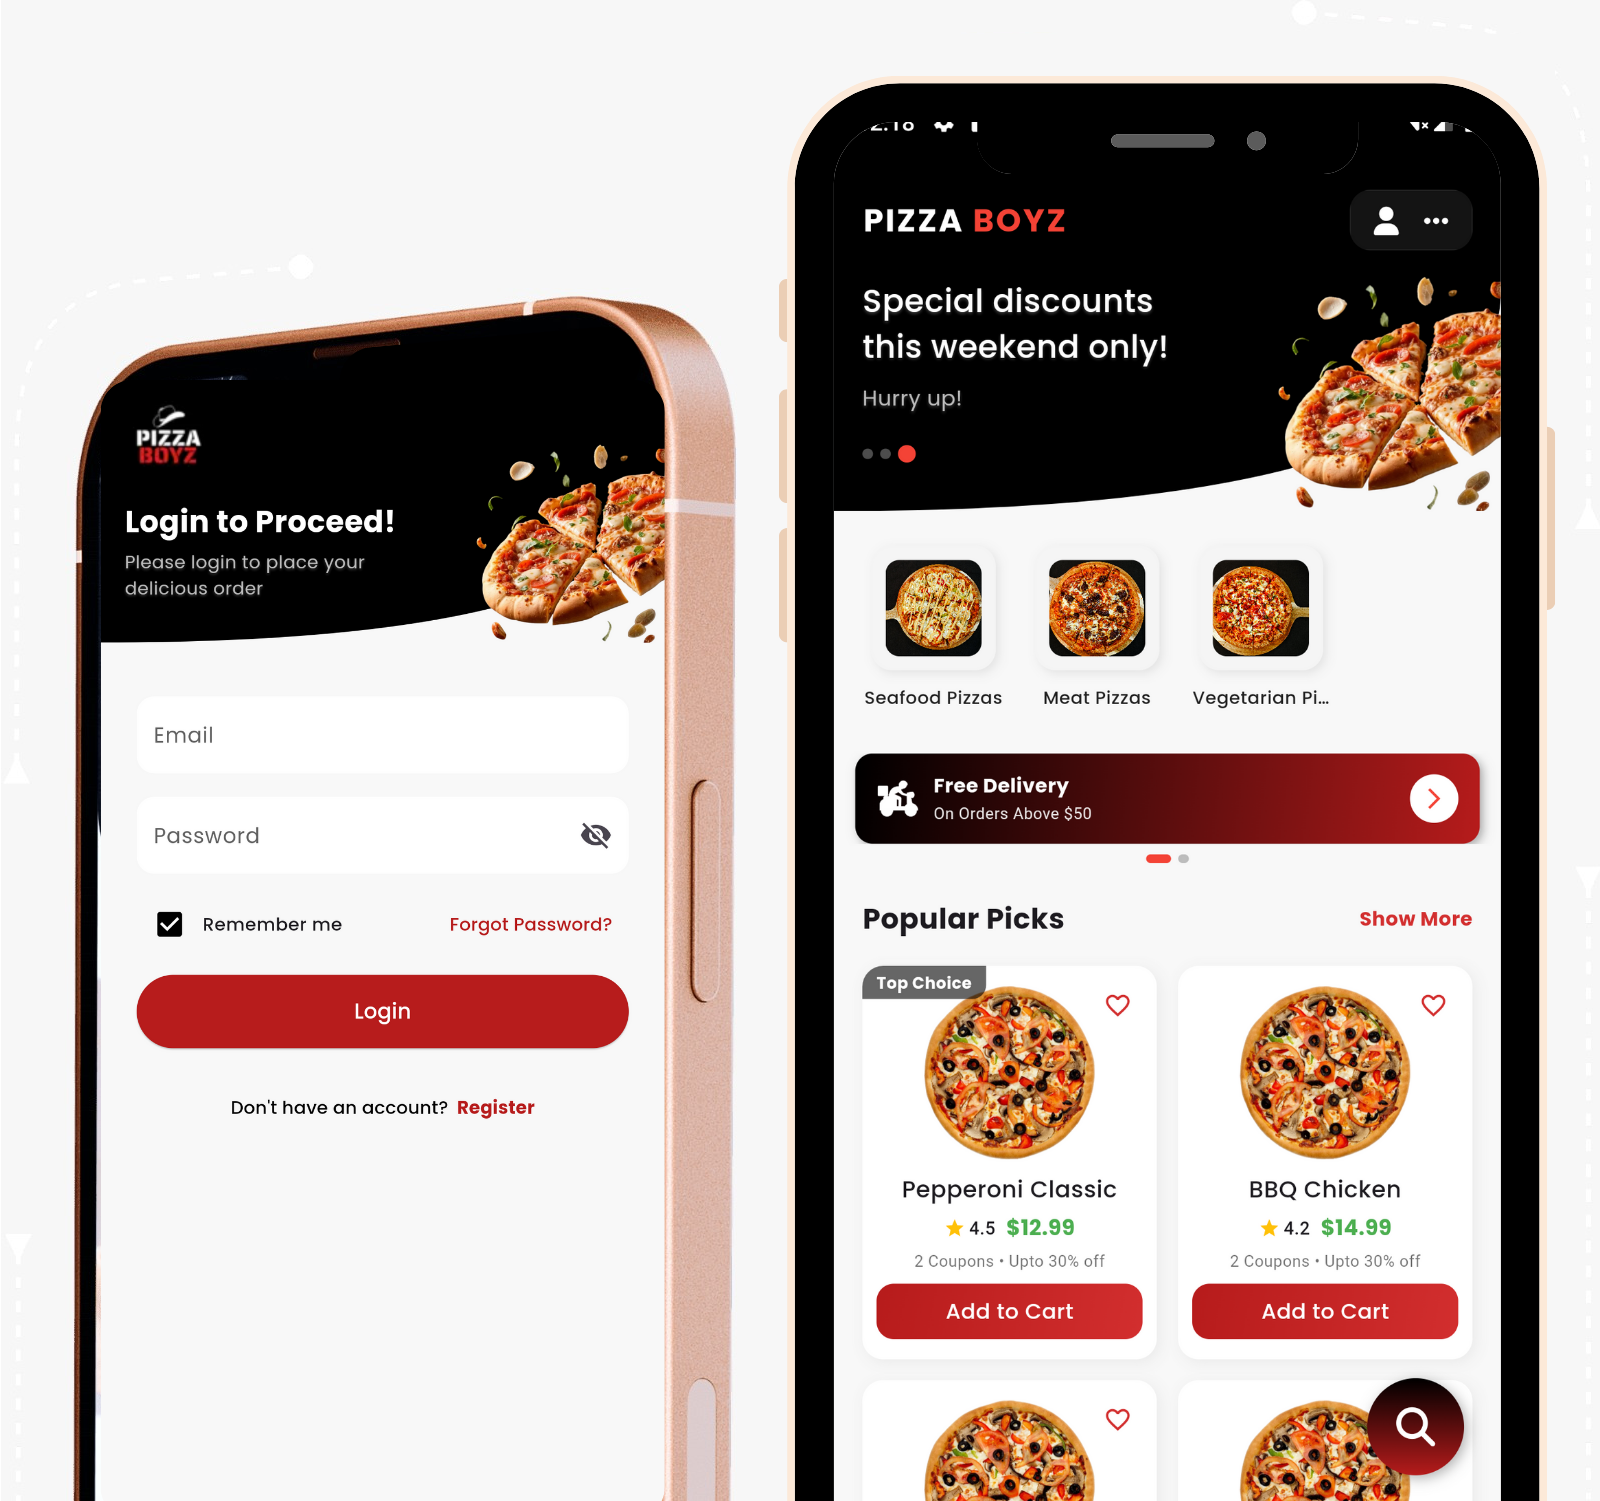 PIZZA
BOYZ
Login to Proceed!
Please login to place your
delicious order
Email
Password
Remember me
Forgot Password?
Login
Don't have an account? Register
2:18
PIZZA BOYZ
Special discounts
this weekend only!
Hurry up!
Seafood Pizzas
Meat Pizzas
Vegetarian Pi...
Free Delivery
On Orders Above $50
Popular Picks
Show More
Top Choice
Pepperoni Classic
4.5 $12.99
2 Coupons • Upto 30% off
Add to Cart
BBQ Chicken
4.2 $14.99
2 Coupons • Upto 30% off
Add to Cart